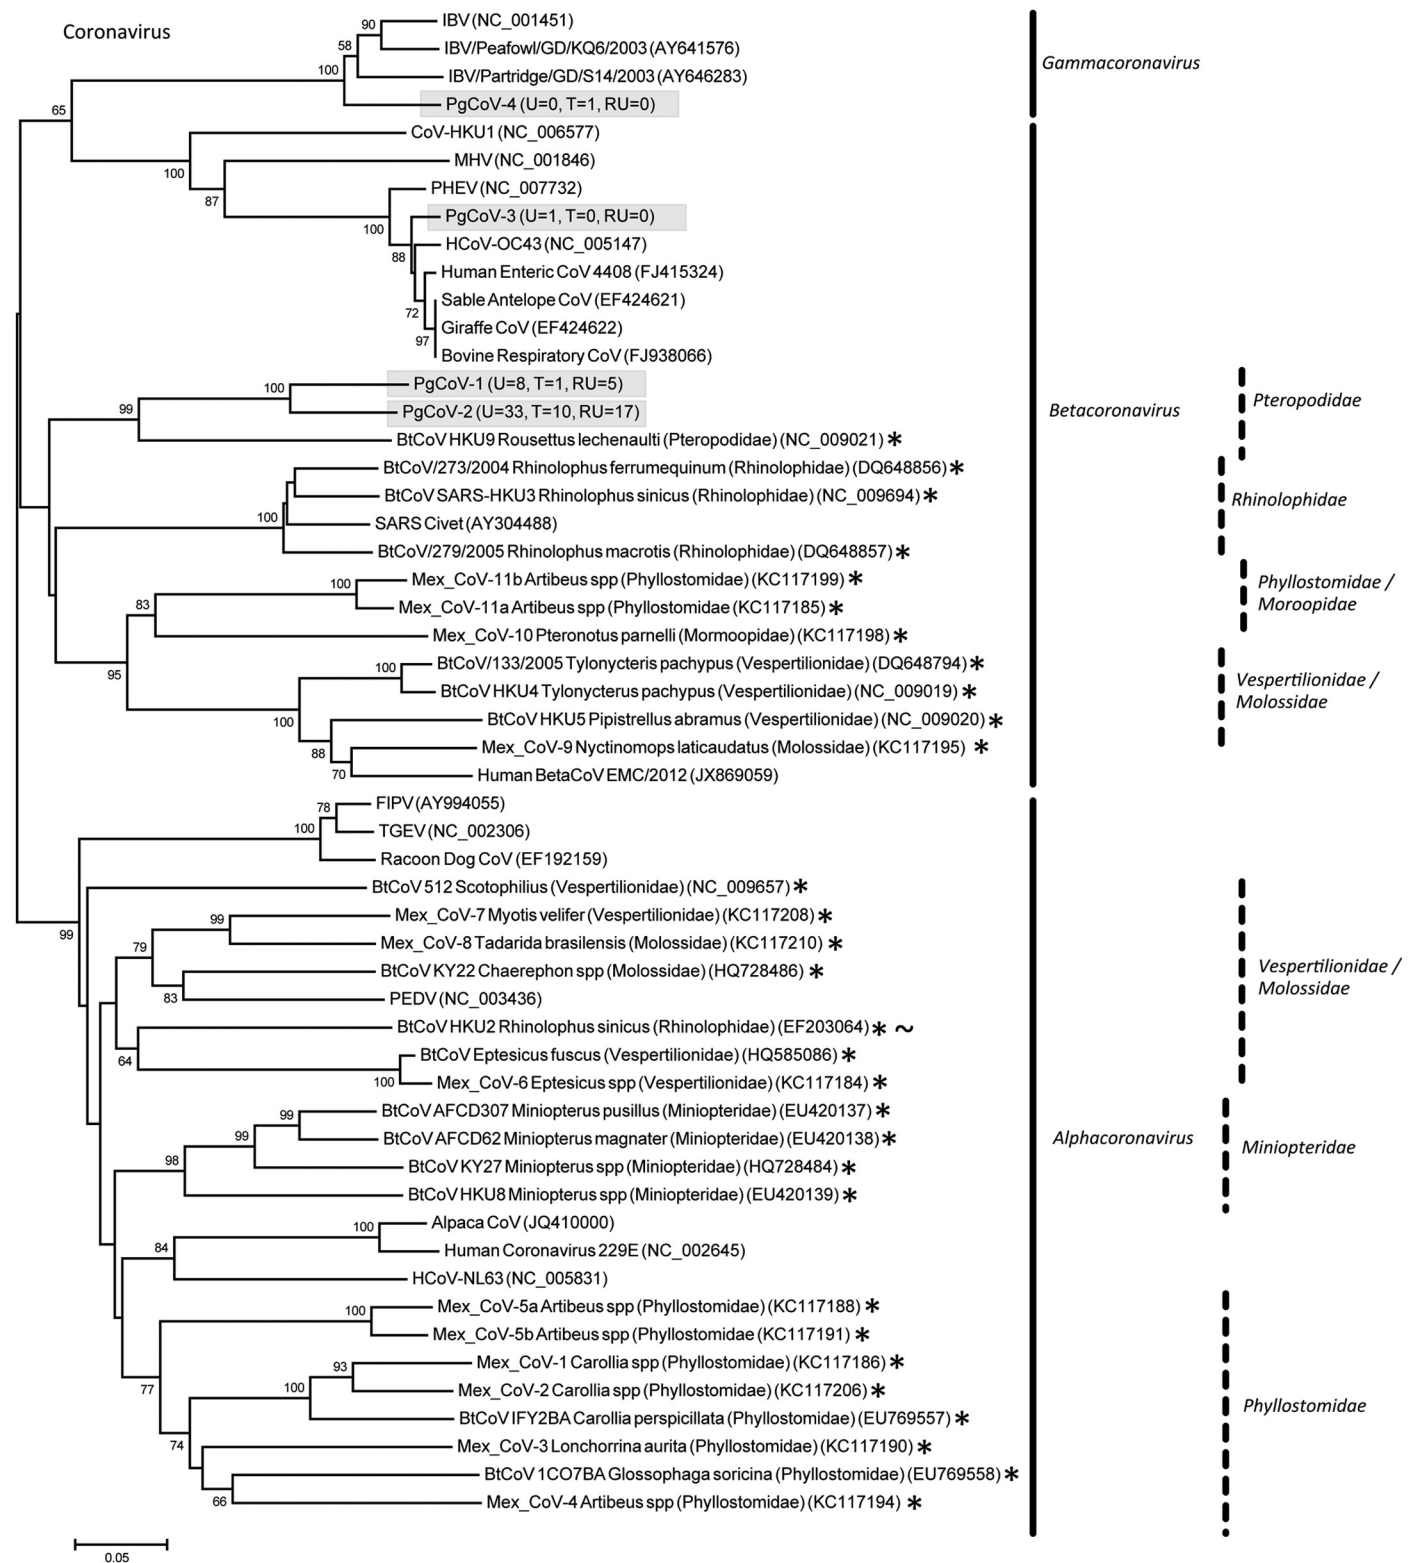 Coronavirus
90
IBV (NC_001451)
58
IBV/Peafowl/GD/KQ6/2003 (AY641576)
100
IBV/Partridge/GD/S14/2003 (AY646283)
Gammacoronavirus
65
PgCoV-4 (U=0, T=1, RU=0)
CoV-HKU1 (NC_006577)
100
MHV (NC_001846)
87
PHEV (NC_007732)
100
PgCoV-3 (U=1, T=0, RU=0)
88
HCoV-OC43 (NC_005147)
Human Enteric CoV 4408 (FJ415324)
72
Sable Antelope CoV (EF424621)
97
Giraffe CoV (EF424622)
Bovine Respiratory CoV (FJ938066)
100
PgCoV-1 (U=8, T=1, RU=5)
99
PgCoV-2 (U=33, T=10, RU=17)
Betacoronavirus
Pteropodidae
BtCoV HKU9 Rousettus lechenaulti (Pteropodidae) (NC_009021) *
BtCoV/273/2004 Rhinolophus ferrumequinum (Rhinolophidae) (DQ648856) *
BtCoV SARS-HKU3 Rhinolophus sinicus (Rhinolophidae) (NC_009694) *
Rhinolophidae
100
SARS Civet (AY304488)
BtCoV/279/2005 Rhinolophus macrotis (Rhinolophidae) (DQ648857) *
100
Mex_CoV-11b Artibeus spp (Phyllostomidae) (KC117199) *
Phyllostomidae /
Moroopidae
83
Mex_CoV-11a Artibeus spp (Phyllostomidae (KC117185) *
Mex_CoV-10 Pteronotus parnelli (Mormoopidae) (KC117198) *
95
100
BtCoV/133/2005 Tylonycteris pachypus (Vespertilionidae) (DQ648794) *
BtCoV HKU4 Tylonycterus pachypus (Vespertilionidae) (NC_009019) *
Vespertilionidae /
Molossidae
100
BtCoV HKU5 Pipistrellus abramus (Vespertilionidae) (NC_009020) *
88
Mex_CoV-9 Nyctinomops laticaudatus (Molossidae) (KC117195) *
70
Human BetaCoV EMC/2012 (JX869059)
78
FIPV (AY994055)
100
TGEV (NC_002306)
Racoon Dog CoV (EF192159)
BtCoV 512 Scotophilius (Vespertilionidae) (NC_009657) *
99
99
Mex_CoV-7 Myotis velifer (Vespertilionidae) (KC117208) *
79
Mex_CoV-8 Tadarida brasilensis (Molossidae) (KC117210) *
BtCoV KY22 Chaerephon spp (Molossidae) (HQ728486) *
Vespertilionidae /
Molossidae
83
PEDV (NC_003436)
BtCoV HKU2 Rhinolophus sinicus (Rhinolophidae) (EF203064) * ~
64
BtCoV Eptesicus fuscus (Vespertilionidae) (HQ585086) *
100
Mex_CoV-6 Eptesicus spp (Vespertilionidae) (KC117184) *
99
BtCoV AFCD307 Miniopterus pusillus (Miniopteridae) (EU420137) *
99
BtCoV AFCD62 Miniopterus magnater (Miniopteridae) (EU420138) *
Alphacoronavirus
Miniopteridae
98
BtCoV KY27 Miniopterus spp (Miniopteridae) (HQ728484) *
BtCoV HKU8 Miniopterus spp (Miniopteridae) (EU420139) *
100
Alpaca CoV (JQ410000)
84
Human Coronavirus 229E (NC_002645)
HCoV-NL63 (NC_005831)
100
Mex_CoV-5a Artibeus spp (Phyllostomidae) (KC117188) *
Mex_CoV-5b Artibeus spp (Phyllostomidae (KC117191) *
93
Mex_CoV-1 Carollia spp (Phyllostomidae) (KC117186) *
77
100
Mex_CoV-2 Carollia spp (Phyllostomidae) (KC117206) *
Phyllostomidae
BtCoV IFY2BA Carollia perspicillata (Phyllostomidae) (EU769557) *
74
Mex_CoV-3 Lonchorrina aurita (Phyllostomidae) (KC117190) *
BtCoV 1CO7BA Glossophaga soricina (Phyllostomidae) (EU769558) *
66
Mex_CoV-4 Artibeus spp (Phyllostomidae) (KC117194) *
0.05